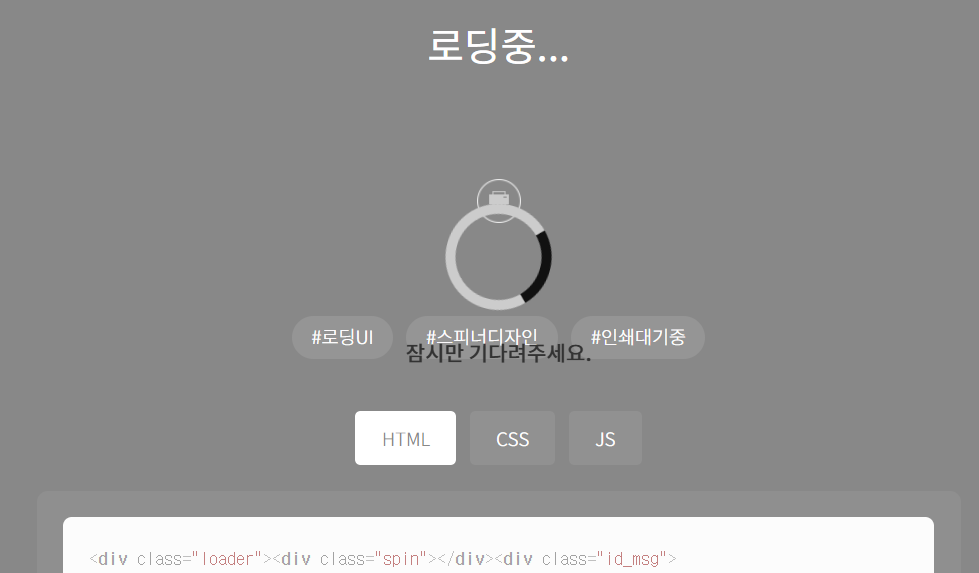 로딩중...
#로딩UI #스피너디자인 #인쇄대기중
잠시만 기다려주세요.
HTML CSS JS
<div class="loader"><div class="spin"></div><div class="id_msg">